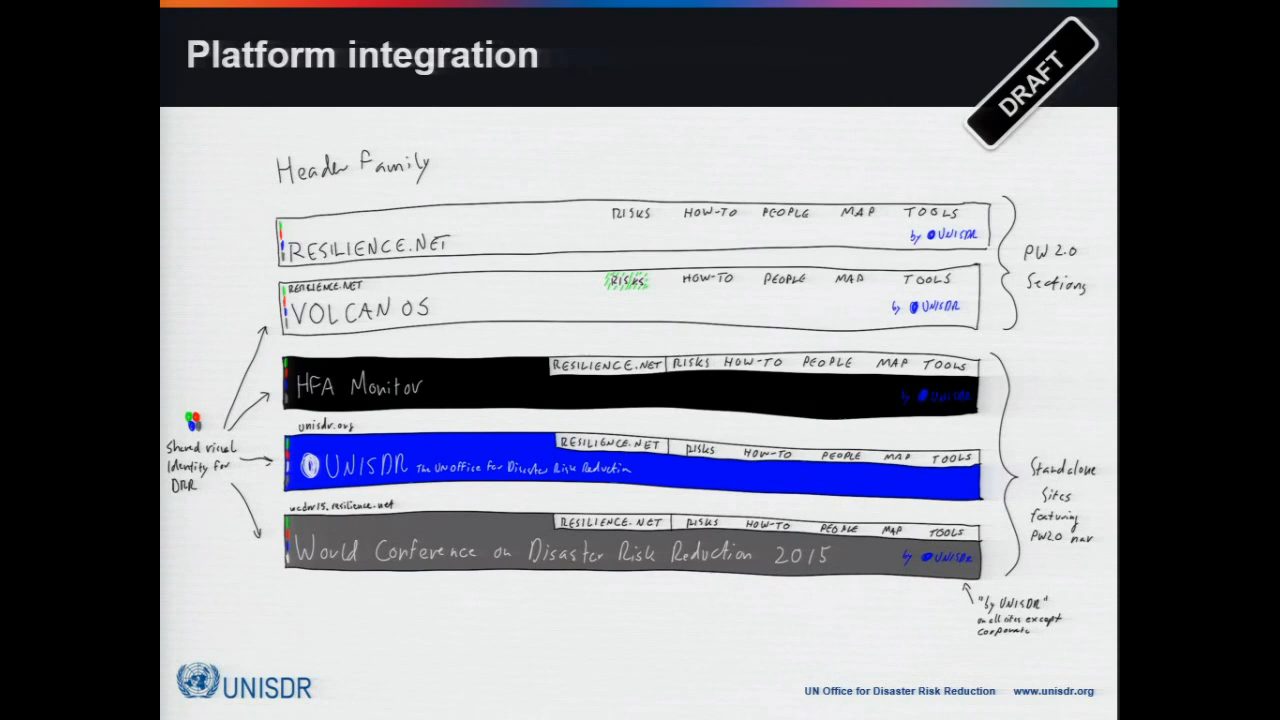 Platform integration
DRAFT
Header Family
RISKS HOW-TO PEOPLE MAP TOOLS
RESILIENCE.NET
by UNISDR
PW 2.0
Sections
RESILIENCE.NET
RISKS HOW-TO PEOPLE MAP TOOLS
VOLCANOS
by UNISDR
RESILIENCE.NET RISKS HOW-TO PEOPLE MAP TOOLS
HFA Monitor
by UNISDR
Shared visual
Identity for
DRR
unisdr.org
RESILIENCE.NET RISKS HOW-TO PEOPLE MAP TOOLS
UNISDR The UN Office for Disaster Risk Reduction
Standalone
Sites
featuring
PW2.0 nav
wcdrr15.resilience.net
RESILIENCE.NET RISKS HOW-TO PEOPLE MAP TOOLS
World Conference on Disaster Risk Reduction 2015
by UNISDR
"by UNISDR"
on all sites except
corporate
UNISDR
UN Office for Disaster Risk Reduction www.unisdr.org